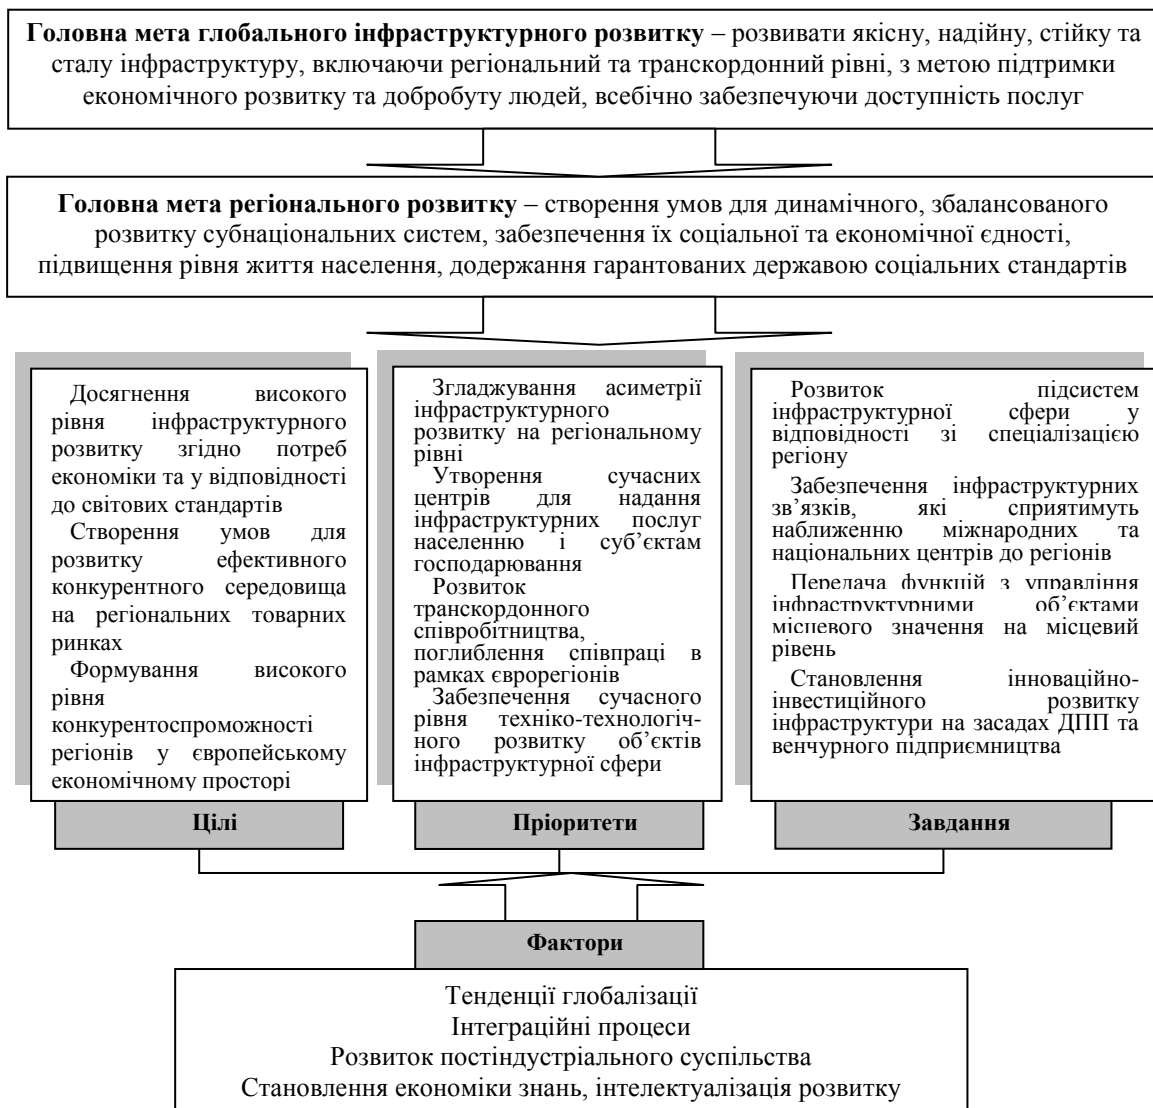 Головна мета глобального інфраструктурного розвитку – розвивати якісну, надійну, стійку та
сталу інфраструктуру, включаючи регіональний та транскордонний рівні, з метою підтримки
економічного розвитку та добробуту людей, всебічно забезпечуючи доступність послуг
Головна мета регіонального розвитку – створення умов для динамічного, збалансованого
розвитку субнаціональних систем, забезпечення їх соціальної та економічної єдності,
підвищення рівня життя населення, додержання гарантованих державою соціальних стандартів
Досягнення високого
рівня інфраструктурного
розвитку згідно потреб
економіки та у відповідності
до світових стандартів
Створення умов для
розвитку ефективного
конкурентного середовища
на регіональних товарних
ринках
Формування високого
рівня
конкурентоспроможності
регіонів у європейському
економічному просторі
Цілі
Згладжування асиметрії
інфраструктурного
розвитку на регіональному
рівні
Утворення сучасних
центрів для надання
інфраструктурних послуг
населенню і суб’єктам
господарювання
Розвиток
транскордонного
співробітництва,
поглиблення співпраці в
рамках єврорегіонів
Забезпечення сучасного
рівня техніко-технологіч-
ного розвитку об’єктів
інфраструктурної сфери
Пріоритети
Розвиток підсистем
інфраструктурної сфери у
відповідності зі спеціалізацією
регіону
Забезпечення інфраструктурних
зв’язків, які сприятимуть
наближенню міжнародних та
національних центрів до регіонів
Передача функцій з управління
інфраструктурними об’єктами
місцевого значення на місцевий
рівень
Становлення інноваційно-
інвестиційного розвитку
інфраструктури на засадах ДПП та
венчурного підприємництва
Завдання
Фактори
Тенденції глобалізації
Інтеграційні процеси
Розвиток постіндустріального суспільства
Становлення економіки знань, інтелектуалізація розвитку